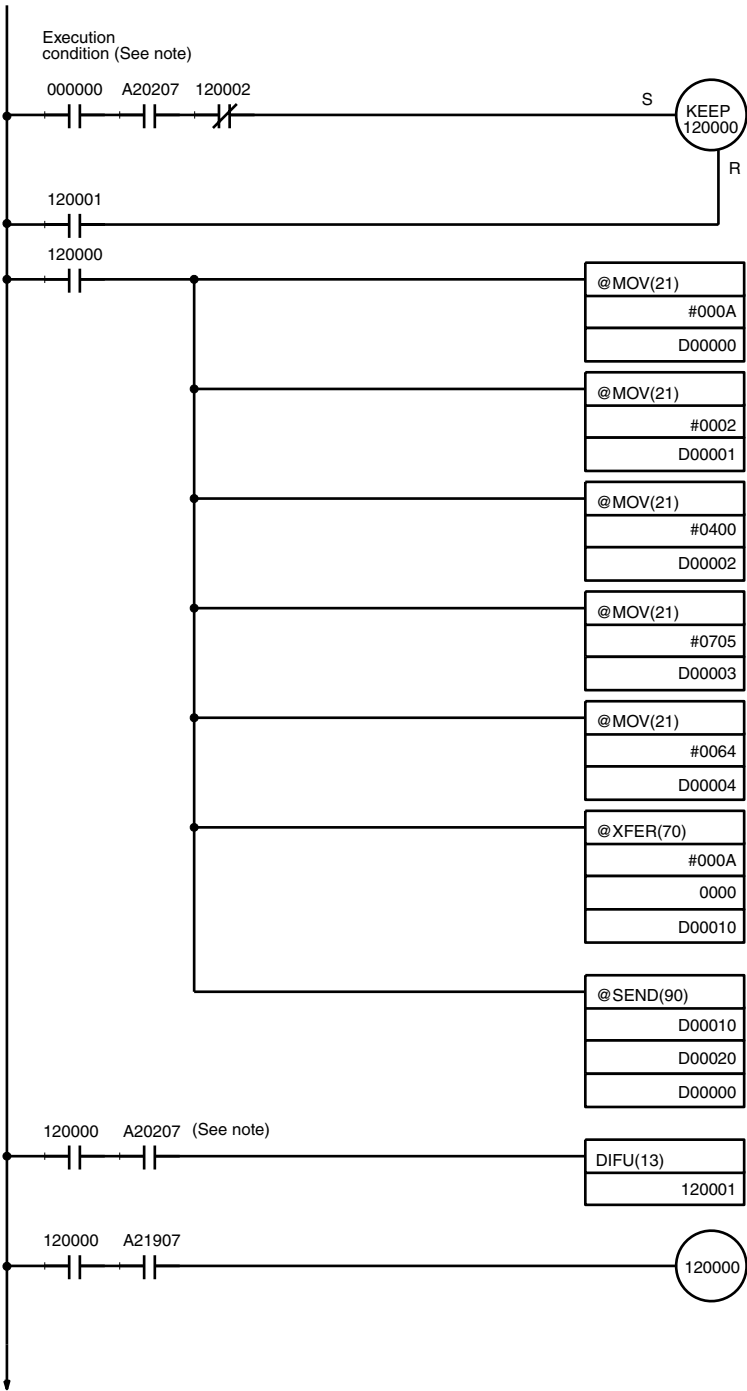 Execution
condition (See note)
000000 A20207 120002
S
KEEP
120000
R
120001
120000
@MOV(21)
#000A
D00000
@MOV(21)
#0002
D00001
@MOV(21)
#0400
D00002
@MOV(21)
#0705
D00003
@MOV(21)
#0064
D00004
@XFER(70)
#000A
0000
D00010
@SEND(90)
D00010
D00020
D00000
120000 A20207 (See note)
DIFU(13)
120001
120000 A21907
120000